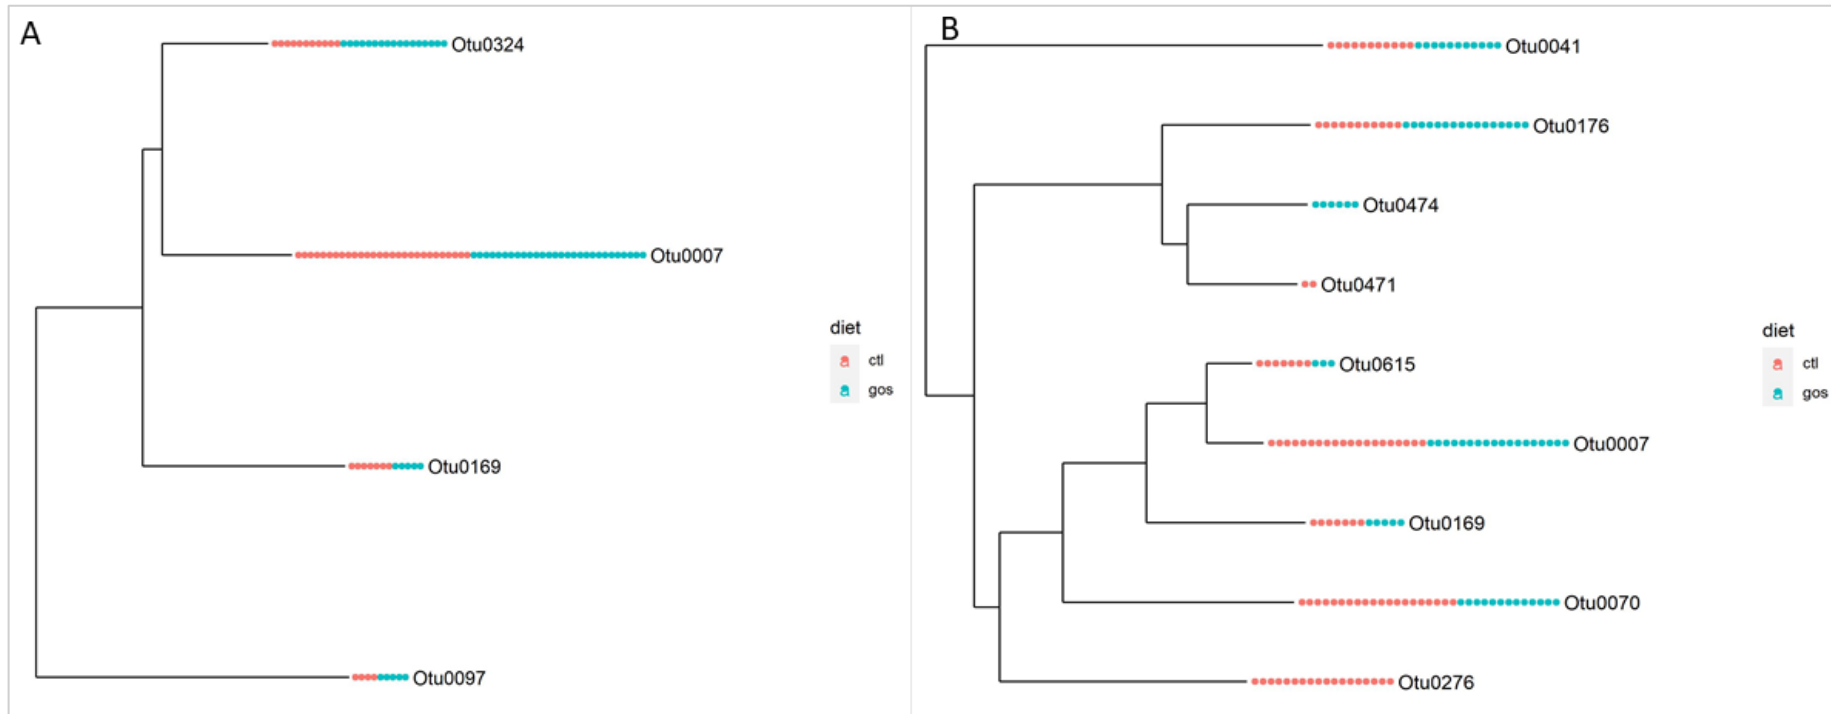 A
Otu0324
Otu0007
Otu0169
Otu0097
diet
a ctl
a gos
B
Otu0041
Otu0176
Otu0474
Otu0471
Otu0615
Otu0007
Otu0169
Otu0070
Otu0276
diet
a ctl
a gos